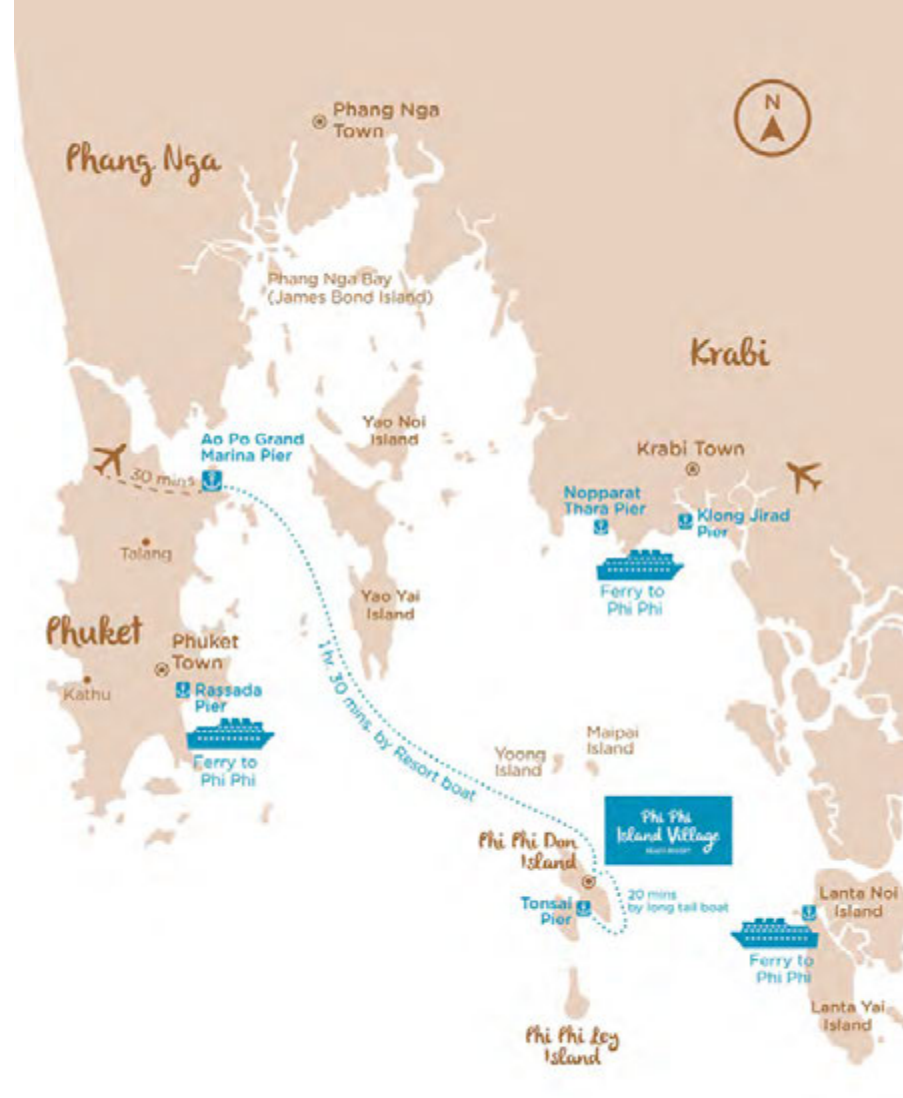 N
Phang Nga
Town
Phang Nga
Phang Nga Bay
(James Bond Island)
Krabi
Yao Noi
Island
Ao Po Grand
Marina Pier
30 mins
Krabi Town
Nopparat
Thara Pier
Klong Jirad
Pier
Talang
Ferry to
Phi Phi
Yao Yai
Island
Phuket
Phuket
Town
Kathu
Rassada
Pier
Ferry to
Phi Phi
1 hr. 30 mins. by Resort boat
Maipai
Island
Yoong
Island
Phi Phi
Island Village
BEACH RESORT
Phi Phi Don
Island
Tonsai
Pier
20 mins
by long tail boat
Lanta Noi
Island
Ferry to
Phi Phi
Lanta Yai
Island
Phi Phi Ley
Island